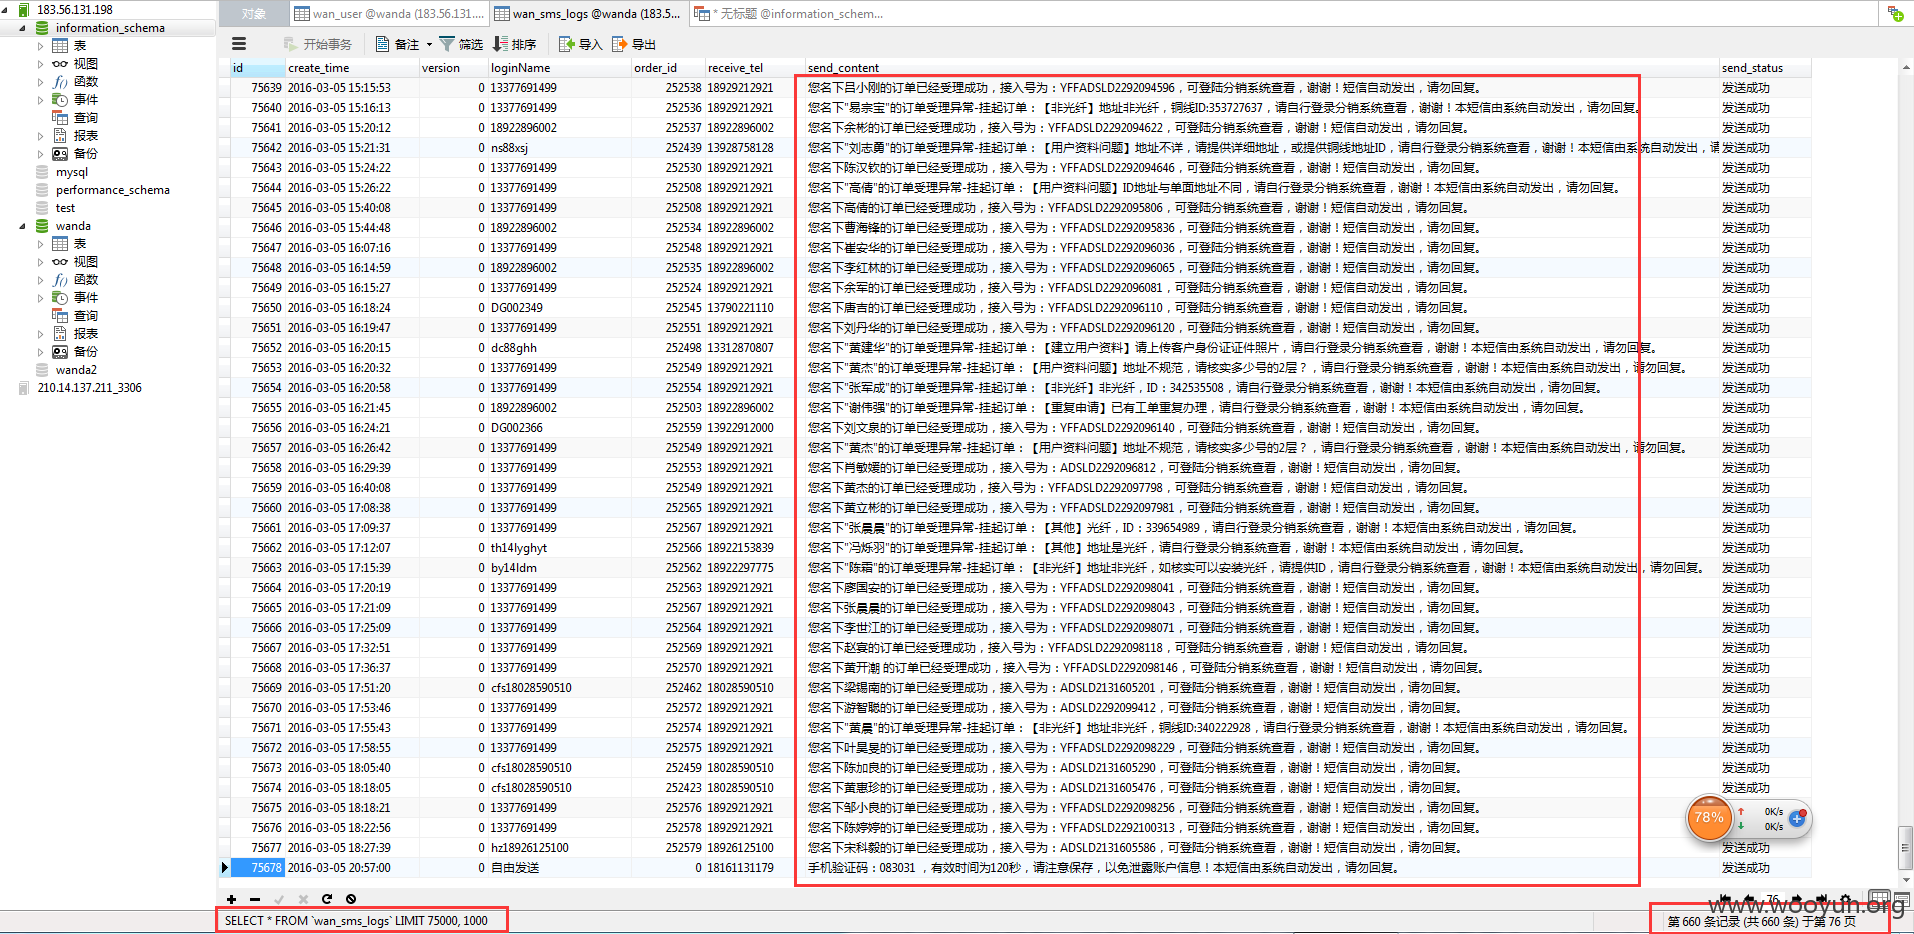 183.56.131.198
information_schema
表
视图
函数
事件
查询
报表
备份
mysql
performance_schema
test
wanda
表
视图
函数
事件
查询
报表
备份
wanda2
210.14.137.211_3306
对象 wan_user @wanda (183.56.131.... wan_sms_logs @wanda (183.5... * 无标题 @information_schem...
开始事务 备注 筛选 排序 导入 导出
id create_time version loginName order_id receive_tel send_content send_status
75639 2016-03-05 15:15:53 0 13377691499 252538 18929212921 您名下吕小刚的订单已经受理成功，接入号为：YFFADSLD2292094596，可登陆分销系统查看，谢谢！短信自动发出，请勿回复。 发送成功
75640 2016-03-05 15:16:13 0 13377691499 252536 18929212921 您名下"易宗宝"的订单受理异常-挂起订单：【非光纤】地址非光纤，铜线ID:353727637，请自行登录分销系统查看，谢谢！本短信由系统自动发出，请勿回复。 发送成功
75641 2016-03-05 15:20:12 0 18922896002 252537 18922896002 您名下余彬的订单已经受理成功，接入号为：YFFADSLD2292094622，可登陆分销系统查看，谢谢！短信自动发出，请勿回复。 发送成功
75642 2016-03-05 15:21:31 0 ns88xsj 252439 13928758128 您名下"刘志勇"的订单受理异常-挂起订单：【用户资料问题】地址不详，请提供详细地址，或提供铜线地址ID，请自行登录分销系统查看，谢谢！本短信由系统自动发出，请 发送成功
75643 2016-03-05 15:24:22 0 13377691499 252530 18929212921 您名下陈汉钦的订单已经受理成功，接入号为：YFFADSLD2292094646，可登陆分销系统查看，谢谢！短信自动发出，请勿回复。 发送成功
75644 2016-03-05 15:26:22 0 13377691499 252508 18929212921 您名下"高倩"的订单受理异常-挂起订单：【用户资料问题】ID地址与单面地址不同，请自行登录分销系统查看，谢谢！本短信由系统自动发出，请勿回复。 发送成功
75645 2016-03-05 15:40:08 0 13377691499 252508 18929212921 您名下高倩的订单已经受理成功，接入号为：YFFADSLD2292095806，可登陆分销系统查看，谢谢！短信自动发出，请勿回复。 发送成功
75646 2016-03-05 15:44:48 0 18922896002 252534 18922896002 您名下曹海锋的订单已经受理成功，接入号为：YFFADSLD2292095836，可登陆分销系统查看，谢谢！短信自动发出，请勿回复。 发送成功
75647 2016-03-05 16:07:16 0 13377691499 252548 18929212921 您名下崔安华的订单已经受理成功，接入号为：YFFADSLD2292096036，可登陆分销系统查看，谢谢！短信自动发出，请勿回复。 发送成功
75648 2016-03-05 16:14:59 0 18922896002 252535 18922896002 您名下李红林的订单已经受理成功，接入号为：YFFADSLD2292096065，可登陆分销系统查看，谢谢！短信自动发出，请勿回复。 发送成功
75649 2016-03-05 16:15:27 0 13377691499 252524 18929212921 您名下余军的订单已经受理成功，接入号为：YFFADSLD2292096081，可登陆分销系统查看，谢谢！短信自动发出，请勿回复。 发送成功
75650 2016-03-05 16:18:24 0 DG002349 252545 13790221110 您名下唐吉的订单已经受理成功，接入号为：YFFADSLD2292096110，可登陆分销系统查看，谢谢！短信自动发出，请勿回复。 发送成功
75651 2016-03-05 16:19:47 0 13377691499 252551 18929212921 您名下刘丹华的订单已经受理成功，接入号为：YFFADSLD2292096120，可登陆分销系统查看，谢谢！短信自动发出，请勿回复。 发送成功
75652 2016-03-05 16:20:15 0 dc88ghh 252498 13312870807 您名下"黄建华"的订单受理异常-挂起订单：【建立用户资料】请上传客户身份证证件照片，请自行登录分销系统查看，谢谢！本短信由系统自动发出，请勿回复。 发送成功
75653 2016-03-05 16:20:32 0 13377691499 252549 18929212921 您名下"黄杰"的订单受理异常-挂起订单：【用户资料问题】地址不规范，请核实多少号的2层？，请自行登录分销系统查看，谢谢！本短信由系统自动发出，请勿回复。 发送成功
75654 2016-03-05 16:20:58 0 13377691499 252554 18929212921 您名下"张军成"的订单受理异常-挂起订单：【非光纤】非光纤，ID：342535508，请自行登录分销系统查看，谢谢！本短信由系统自动发出，请勿回复。 发送成功
75655 2016-03-05 16:21:45 0 18922896002 252503 18922896002 您名下"谢伟强"的订单受理异常-挂起订单：【重复申请】已有工单重复办理，请自行登录分销系统查看，谢谢！本短信由系统自动发出，请勿回复。 发送成功
75656 2016-03-05 16:24:21 0 DG002366 252559 13922912000 您名下刘文泉的订单已经受理成功，接入号为：YFFADSLD2292096140，可登陆分销系统查看，谢谢！短信自动发出，请勿回复。 发送成功
75657 2016-03-05 16:26:42 0 13377691499 252549 18929212921 您名下"黄杰"的订单受理异常-挂起订单：【用户资料问题】地址不规范，请核实多少号的2层？，请自行登录分销系统查看，谢谢！本短信由系统自动发出，请勿回复。 发送成功
75658 2016-03-05 16:29:39 0 13377691499 252553 18929212921 您名下肖敏媛的订单已经受理成功，接入号为：ADSLD2292096812，可登陆分销系统查看，谢谢！短信自动发出，请勿回复。 发送成功
75659 2016-03-05 16:40:08 0 13377691499 252549 18929212921 您名下黄杰的订单已经受理成功，接入号为：YFFADSLD2292097798，可登陆分销系统查看，谢谢！短信自动发出，请勿回复。 发送成功
75660 2016-03-05 17:08:38 0 13377691499 252565 18929212921 您名下黄立彬的订单已经受理成功，接入号为：YFFADSLD2292097981，可登陆分销系统查看，谢谢！短信自动发出，请勿回复。 发送成功
75661 2016-03-05 17:09:37 0 13377691499 252567 18929212921 您名下"张晨晨"的订单受理异常-挂起订单：【其他】光纤，ID：339654989，请自行登录分销系统查看，谢谢！本短信由系统自动发出，请勿回复。 发送成功
75662 2016-03-05 17:12:07 0 th14lyghyt 252566 18922153839 您名下"冯烁羽"的订单受理异常-挂起订单：【其他】地址是光纤，请自行登录分销系统查看，谢谢！本短信由系统自动发出，请勿回复。 发送成功
75663 2016-03-05 17:15:39 0 by14ldm 252562 18922297775 您名下"陈霜"的订单受理异常-挂起订单：【非光纤】地址非光纤，如核实可以安装光纤，请提供ID，请自行登录分销系统查看，谢谢！本短信由系统自动发出，请勿回复。 发送成功
75664 2016-03-05 17:20:19 0 13377691499 252563 18929212921 您名下廖国安的订单已经受理成功，接入号为：YFFADSLD2292098041，可登陆分销系统查看，谢谢！短信自动发出，请勿回复。 发送成功
75665 2016-03-05 17:21:09 0 13377691499 252567 18929212921 您名下张晨晨的订单已经受理成功，接入号为：YFFADSLD2292098043，可登陆分销系统查看，谢谢！短信自动发出，请勿回复。 发送成功
75666 2016-03-05 17:25:09 0 13377691499 252564 18929212921 您名下李世江的订单已经受理成功，接入号为：YFFADSLD2292098071，可登陆分销系统查看，谢谢！短信自动发出，请勿回复。 发送成功
75667 2016-03-05 17:32:51 0 13377691499 252569 18929212921 您名下赵宴的订单已经受理成功，接入号为：YFFADSLD2292098118，可登陆分销系统查看，谢谢！短信自动发出，请勿回复。 发送成功
75668 2016-03-05 17:36:37 0 13377691499 252570 18929212921 您名下黄开潮 的订单已经受理成功，接入号为：YFFADSLD2292098146，可登陆分销系统查看，谢谢！短信自动发出，请勿回复。 发送成功
75669 2016-03-05 17:51:20 0 cfs18028590510 252462 18028590510 您名下梁锡南的订单已经受理成功，接入号为：ADSLD2131605201，可登陆分销系统查看，谢谢！短信自动发出，请勿回复。 发送成功
75670 2016-03-05 17:53:46 0 13377691499 252572 18929212921 您名下游智聪的订单已经受理成功，接入号为：ADSLD2292099412，可登陆分销系统查看，谢谢！短信自动发出，请勿回复。 发送成功
75671 2016-03-05 17:55:43 0 13377691499 252574 18929212921 您名下"黄晨"的订单受理异常-挂起订单：【非光纤】地址非光纤，铜线ID:340222928，请自行登录分销系统查看，谢谢！本短信由系统自动发出，请勿回复。 发送成功
75672 2016-03-05 17:58:55 0 13377691499 252575 18929212921 您名下叶昊旻的订单已经受理成功，接入号为：YFFADSLD2292098229，可登陆分销系统查看，谢谢！短信自动发出，请勿回复。 发送成功
75673 2016-03-05 18:05:40 0 cfs18028590510 252459 18028590510 您名下陈加良的订单已经受理成功，接入号为：ADSLD2131605290，可登陆分销系统查看，谢谢！短信自动发出，请勿回复。 发送成功
75674 2016-03-05 18:18:05 0 cfs18028590510 252423 18028590510 您名下黄惠珍的订单已经受理成功，接入号为：ADSLD2131605476，可登陆分销系统查看，谢谢！短信自动发出，请勿回复。 发送成功
75675 2016-03-05 18:18:21 0 13377691499 252576 18929212921 您名下邹小良的订单已经受理成功，接入号为：YFFADSLD2292098256，可登陆分销系统查看，谢谢！短信自动发出，请勿回复。 发送成功
75676 2016-03-05 18:22:56 0 13377691499 252578 18929212921 您名下陈婷婷的订单已经受理成功，接入号为：YFFADSLD2292100313，可登陆分销系统查看，谢谢！短信自动发出，请勿回复。 发送成功
75677 2016-03-05 18:27:39 0 hz18926125100 252579 18926125100 您名下宋科毅的订单已经受理成功，接入号为：ADSLD2131605586，可登陆分销系统查看，谢谢！短信自动发出，请勿回复。 发送成功
75678 2016-03-05 20:57:00 0 自由发送 0 18161131179 手机验证码：083031 ，有效时间为120秒，请注意保存，以免泄露账户信息！本短信由系统自动发出，请勿回复。 发送成功
78% 0K/s
0K/s
76
www.wooyun.org
SELECT * FROM `wan_sms_logs` LIMIT 75000, 1000 第 660 条记录 (共 660 条) 于第 76 页